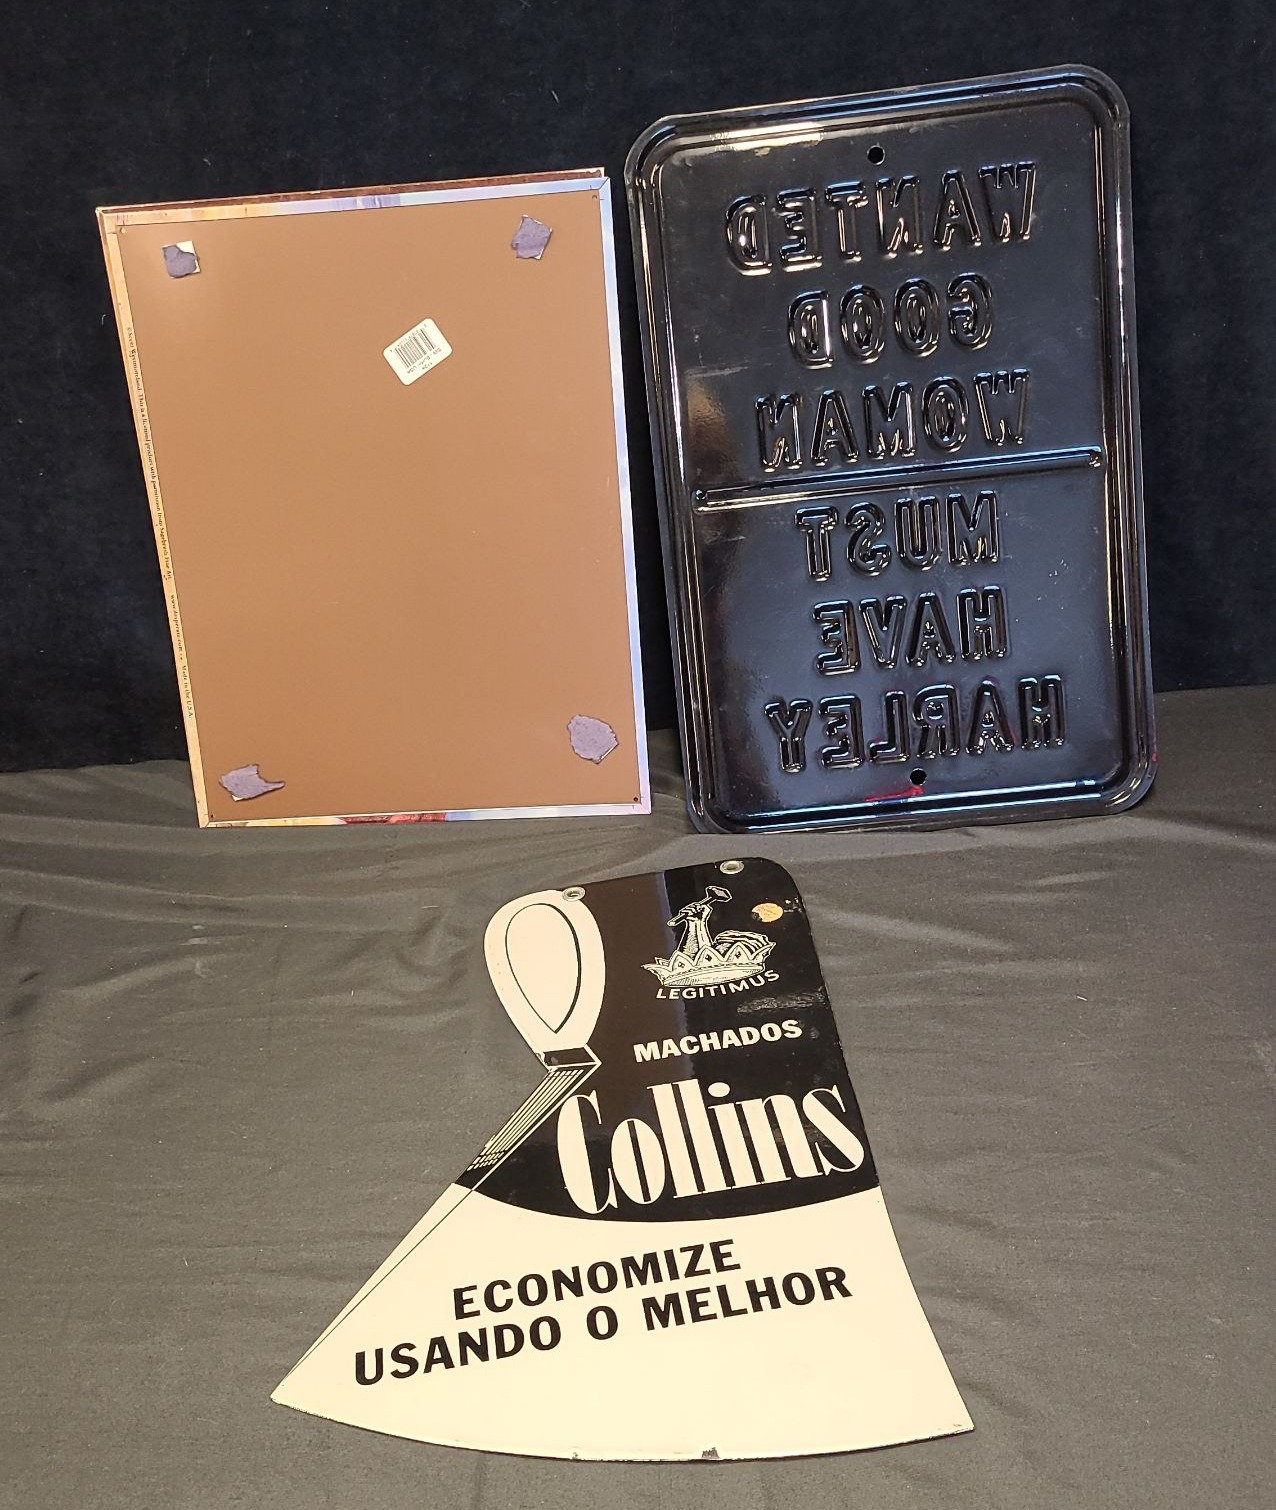 WANTED
GOOD
WOMAN
MUST
HAVE
HARLEY
Made in the U.S.A.
LEGITIMUS
MACHADOS
Collins
ECONOMIZE
USANDO O MELHOR